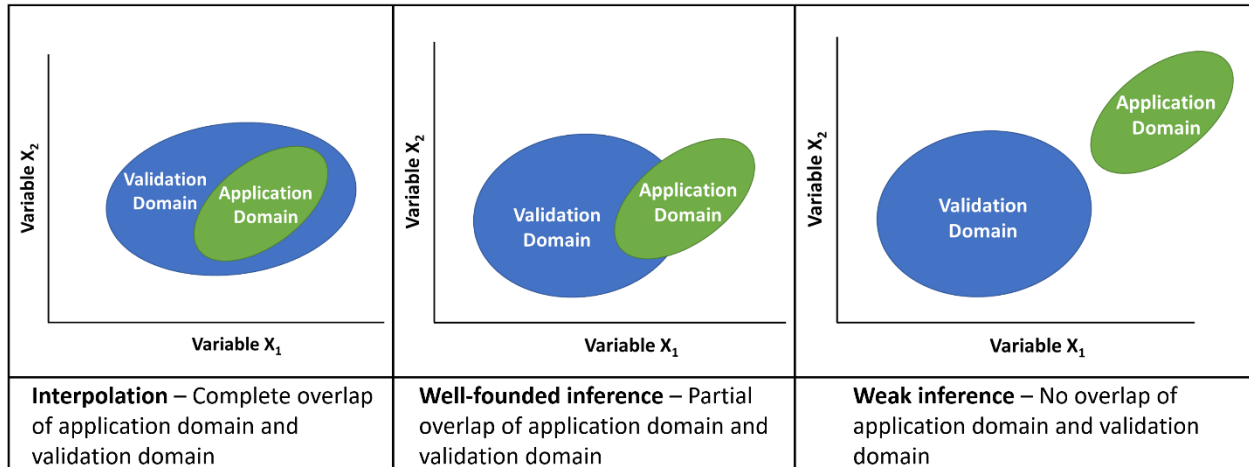 Variable X2
Validation
Domain
Application
Domain
Variable X1
Interpolation – Complete overlap
of application domain and
validation domain
Variable X2
Validation
Domain
Application
Domain
Variable X1
Well-founded inference – Partial
overlap of application domain and
validation domain
Variable X2
Validation
Domain
Application
Domain
Variable X1
Weak inference – No overlap of
application domain and validation
domain